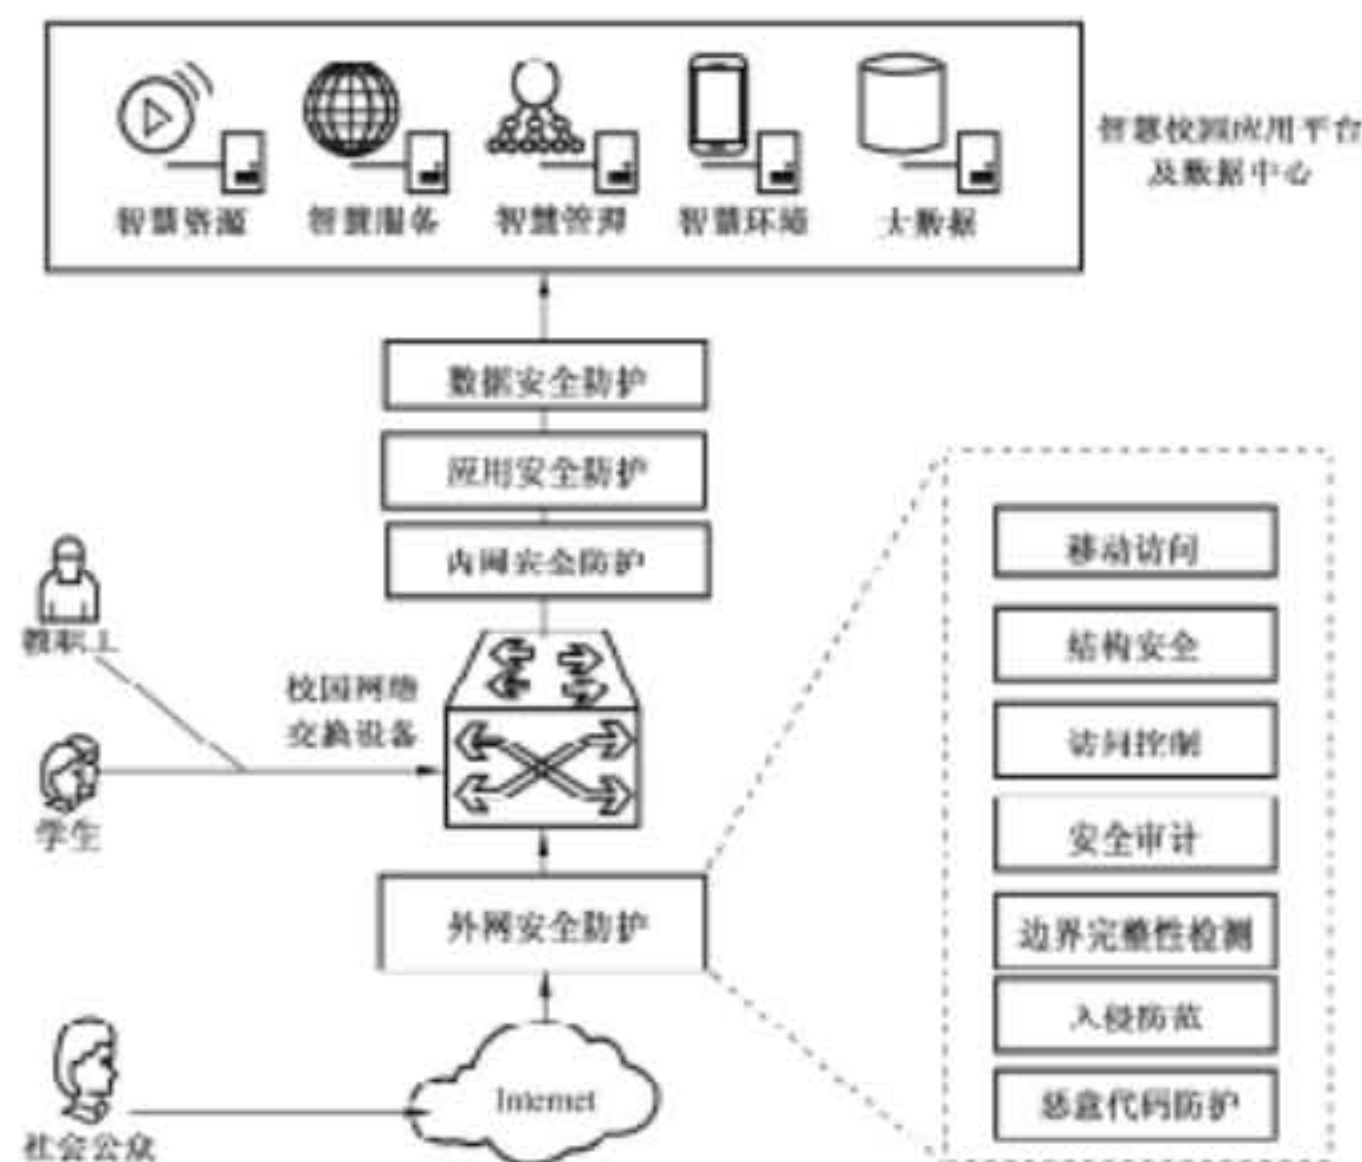 智慧校园应用平台
及数据中心
智慧资源
智慧服务
智慧管理
智慧环境
大数据
数据安全防护
应用安全防护
内网安全防护
教职工
校园网络
交换设备
学生
外网安全防护
Internet
社会公众
移动访问
结构安全
访问控制
安全审计
边界完整性检测
入侵防范
恶意代码防护